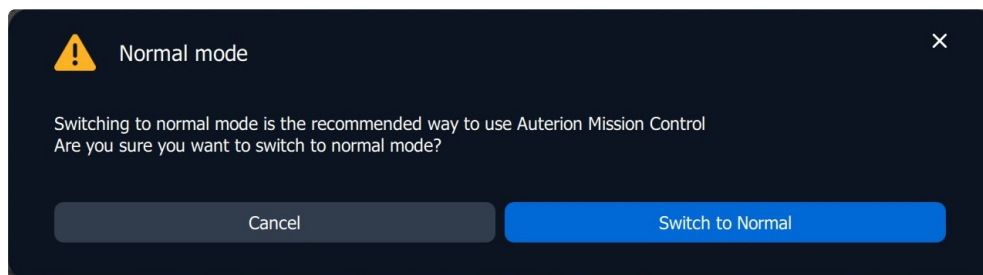 Normal mode
Switching to normal mode is the recommended way to use Auterion Mission Control
Are you sure you want to switch to normal mode?
Cancel
Switch to Normal